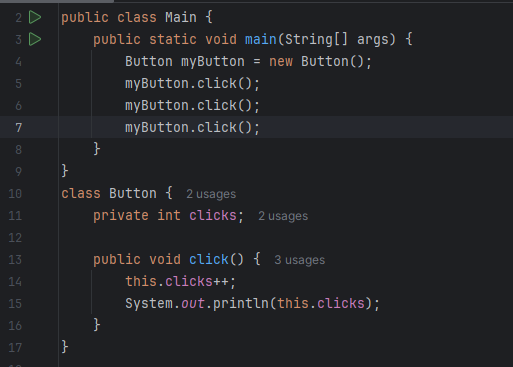 2 public class Main {
3 public static void main(String[] args) {
4 Button myButton = new Button();
5 myButton.click();
6 myButton.click();
7 myButton.click();
8 }
9 }
10 class Button { 2 usages
11 private int clicks; 2 usages
12
13 public void click() { 3 usages
14 this.clicks++;
15 System.out.println(this.clicks);
16 }
17 }